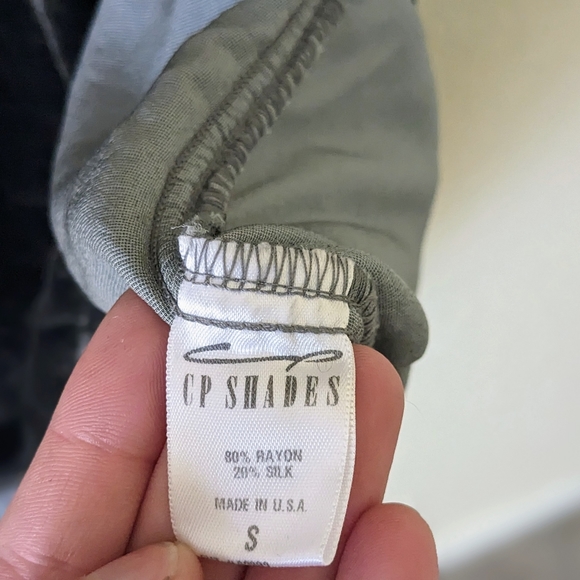 CP SHADES
80% RAYON
20% SILK
MADE IN U.S.A.
S